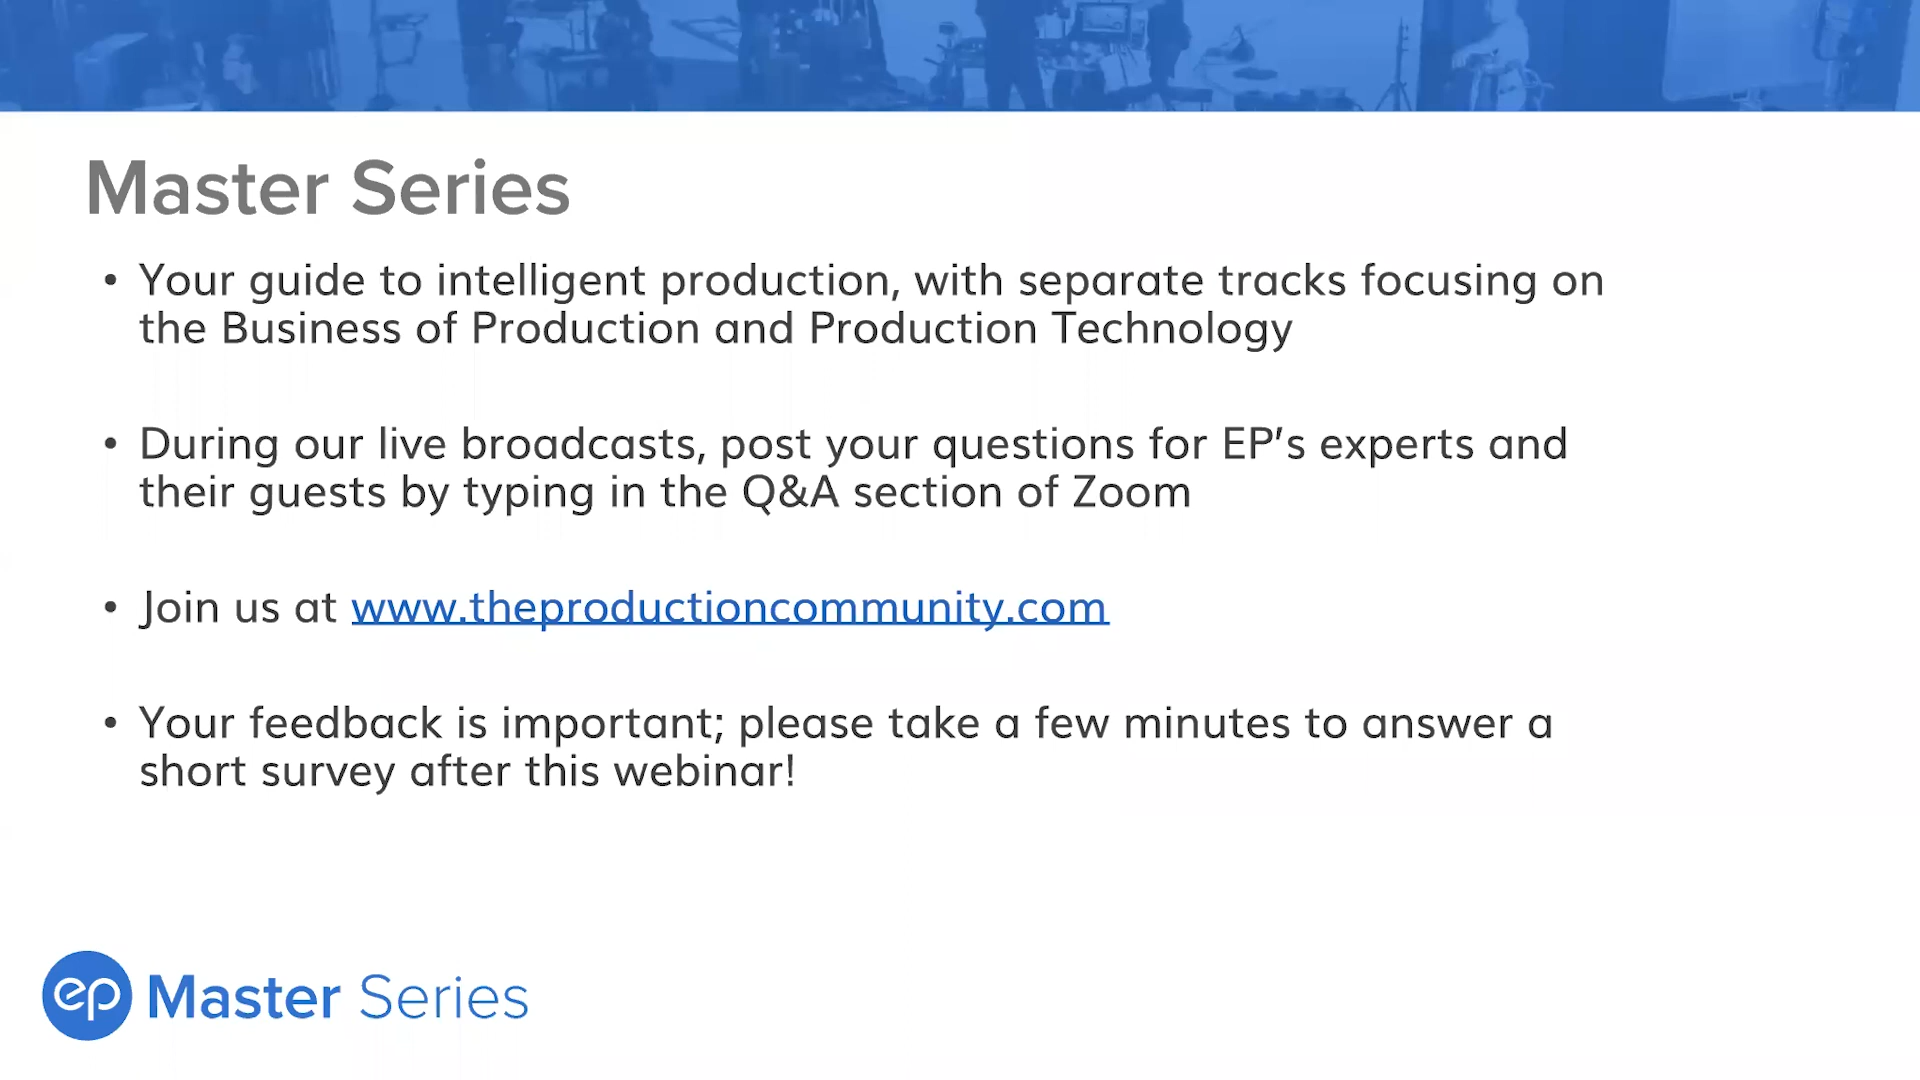 Master Series
• Your guide to intelligent production, with separate tracks focusing on
the Business of Production and Production Technology
• During our live broadcasts, post your questions for EP’s experts and
their guests by typing in the Q&A section of Zoom
• Join us at www.theproductioncommunity.com
• Your feedback is important; please take a few minutes to answer a
short survey after this webinar!
ep Master Series